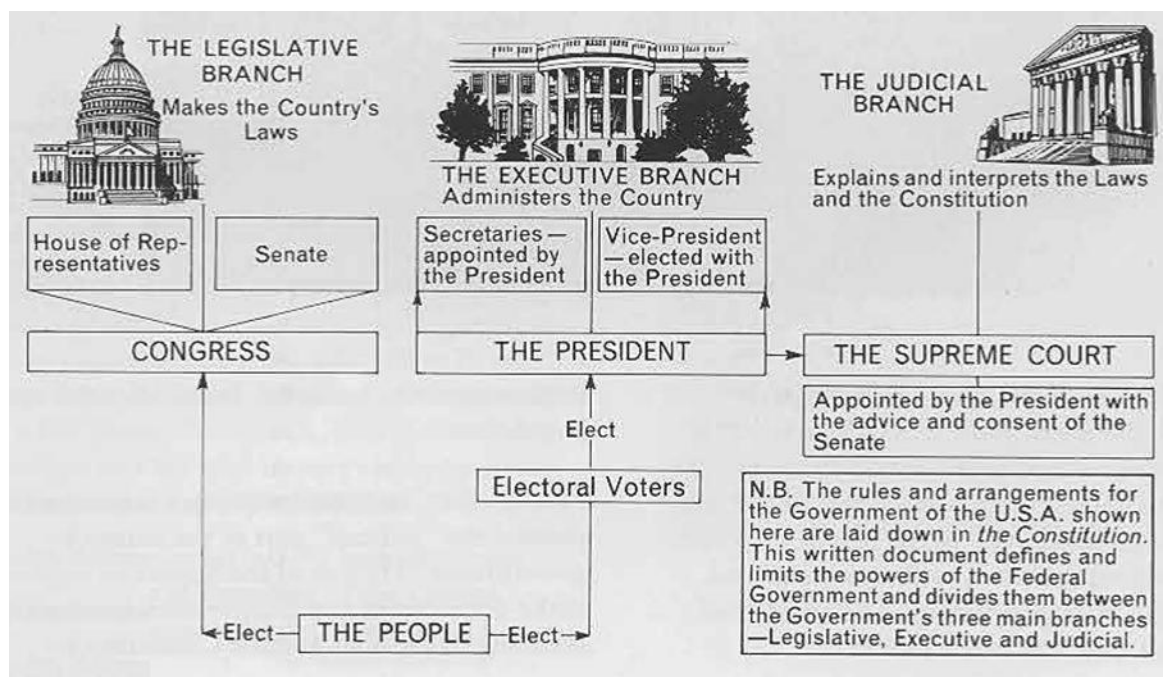 THE LEGISLATIVE
BRANCH
Makes the Country's
Laws
THE EXECUTIVE BRANCH
Administers the Country
THE JUDICIAL
BRANCH
Explains and interprets the Laws
and the Constitution
House of Rep-
resentatives
Senate
Secretaries—
appointed by
the President
Vice-President
—elected with
the President
CONGRESS
THE PRESIDENT
THE SUPREME COURT
Appointed by the President with
the advice and consent of the
Senate
Elect
Electoral Voters
N.B. The rules and arrangements for
the Government of the U.S.A. shown
here are laid down in the Constitution.
This written document defines and
limits the powers of the Federal
Government and divides them between
the Government's three main branches
—Legislative, Executive and Judicial.
Elect
THE PEOPLE
Elect